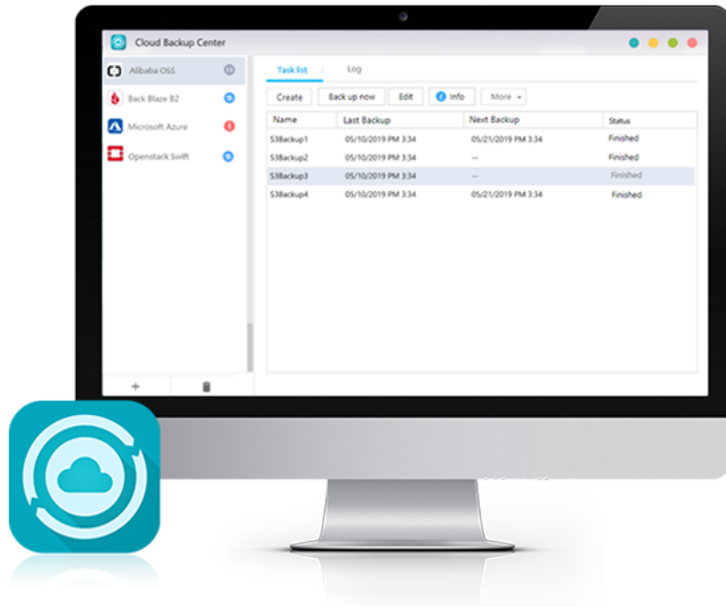 Cloud Backup Center
Alibaba OSS
Back Blaze B2
Microsoft Azure
Openstack Swift
Task list
Log
Create
Back up now
Edit
Info
More
Name Last Backup Next Backup Status
S3Backup1 05/10/2019 PM 3:34 05/21/2019 PM 3:34 Finished
S3Backup2 05/10/2019 PM 3:34 -- Finished
S3Backup3 05/10/2019 PM 3:34 -- Finished
S3Backup4 05/10/2019 PM 3:34 05/21/2019 PM 3:34 Finished